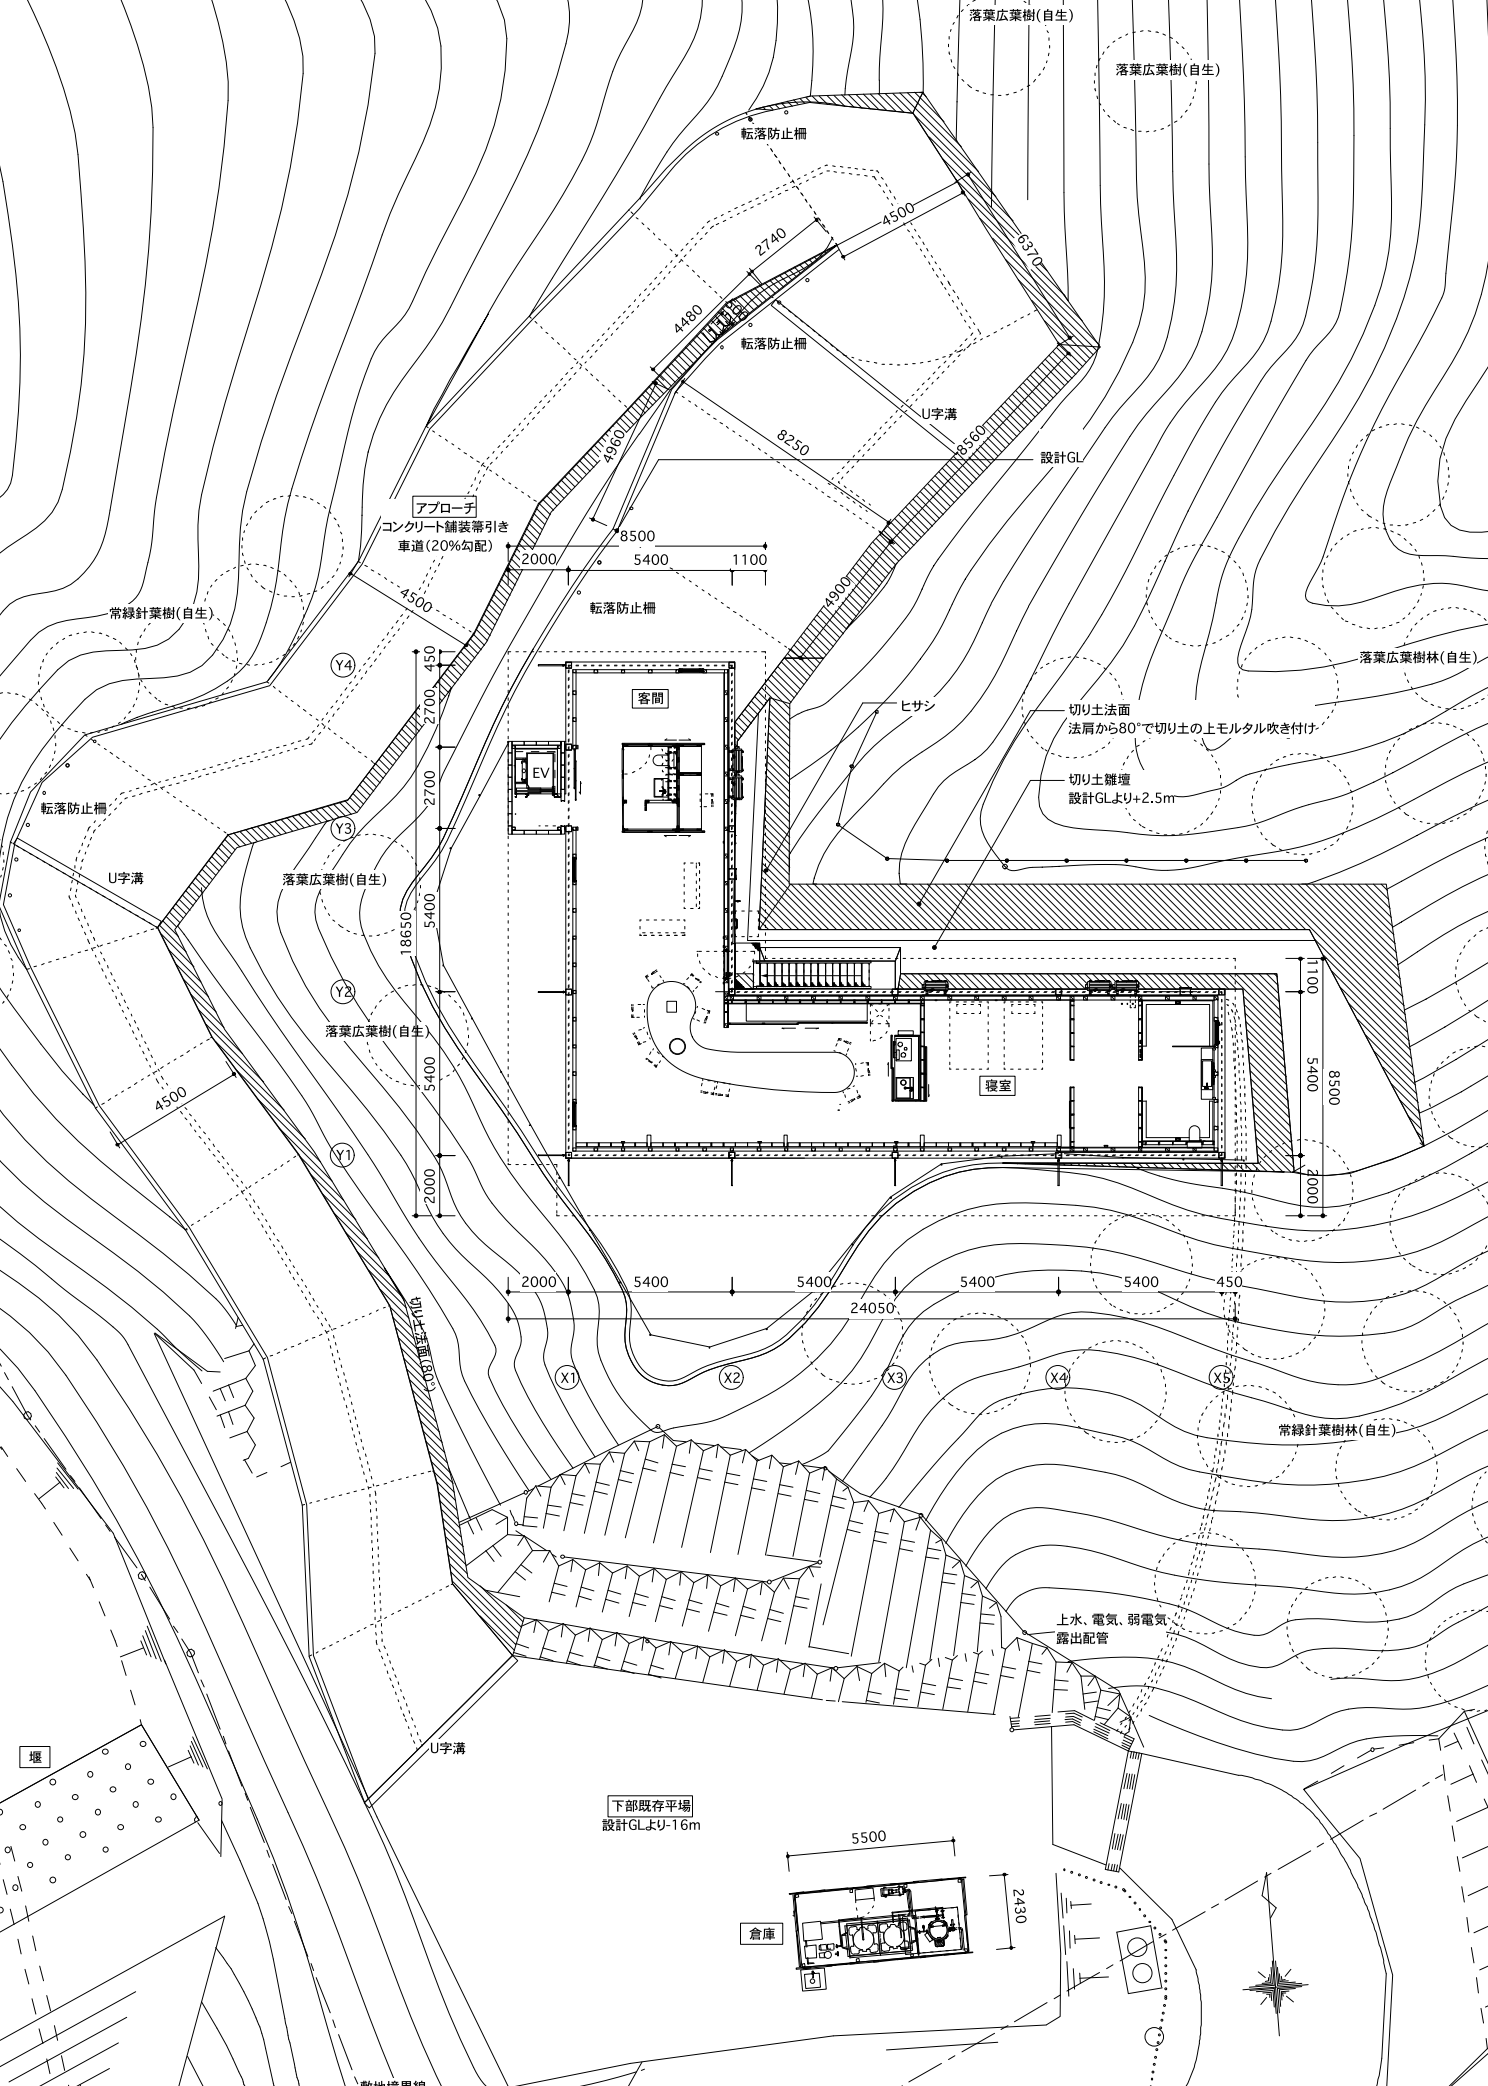 落葉広葉樹(自生)
落葉広葉樹(自生)
転落防止柵
4500
6370
2740
4480
転落防止柵
U字溝
8560
8250
4960
設計GL
アプローチ
コンクリート舗装箒引き
車道(20%勾配)
8500
2000
5400
1100
4900
転落防止柵
4500
常緑針葉樹(自生)
Y4
450
2700
客間
落葉広葉樹林(自生)
ヒサシ
切り土法面
法肩から80°で切り土の上モルタル吹き付け
EV
2700
切り土雛壇
設計GLより+2.5m
転落防止柵
Y3
U字溝
落葉広葉樹(自生)
5400
18650
Y2
落葉広葉樹(自生)
1100
5400
5400
8500
寝室
4500
Y1
2000
2000
2000
5400
5400
5400
5400
450
24050
切り土法面(80°)
X1
X2
X3
X4
X5
常緑針葉樹林(自生)
上水、電気、弱電気
露出配管
堰
U字溝
下部既存平場
設計GLより-16m
5500
2430
倉庫